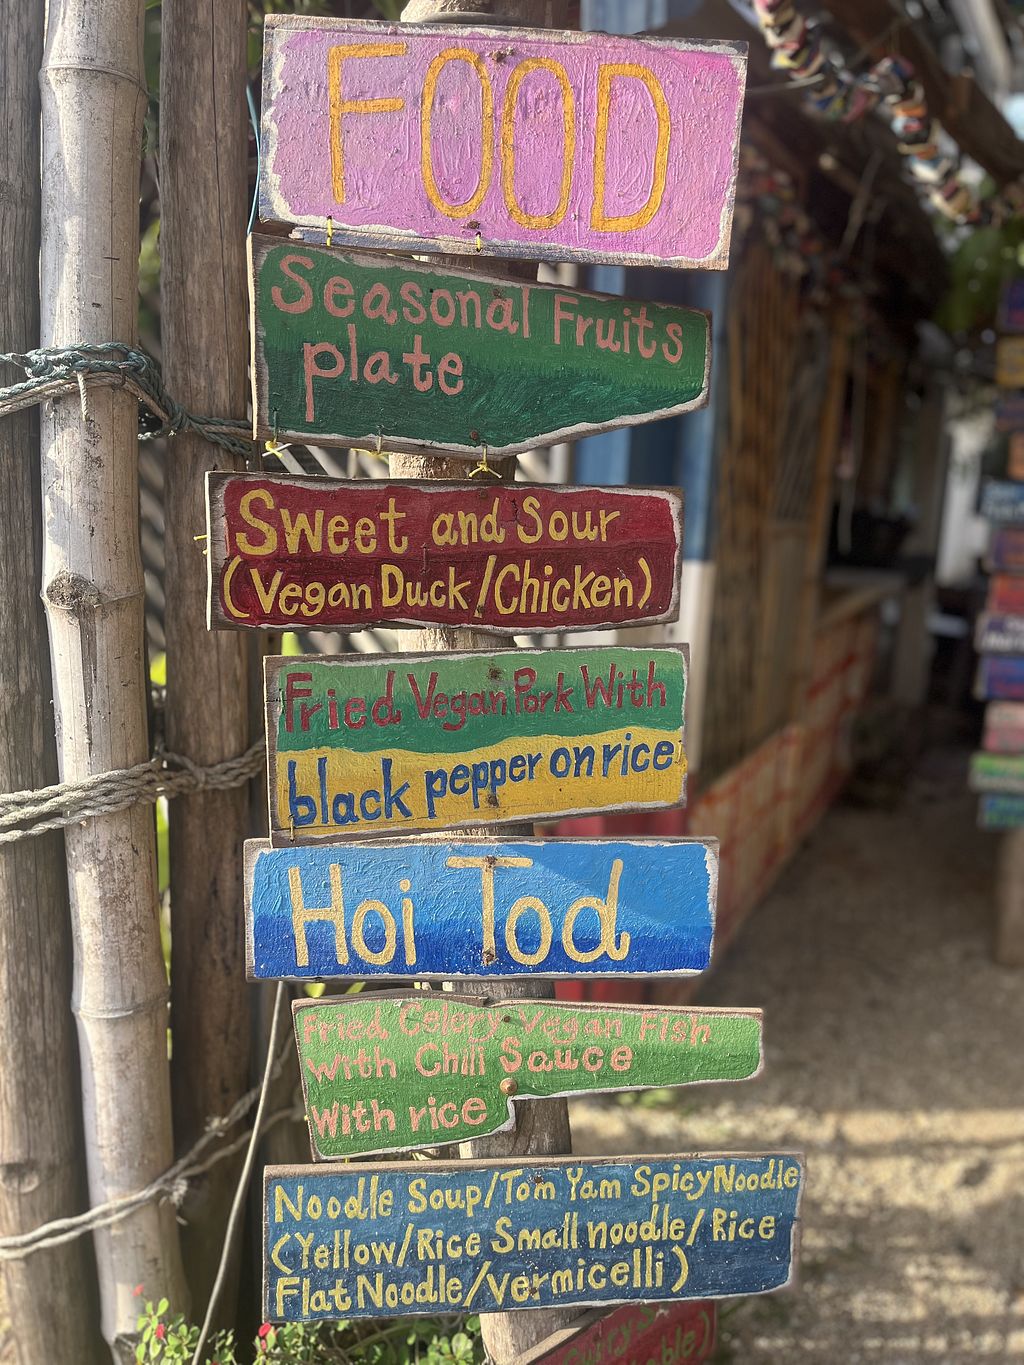 FOOD
Seasonal Fruits
plate
Sweet and Sour
(Vegan Duck/Chicken)
Fried Vegan Pork With
black pepper on rice
Hoi Tod
Fried Celery Vegan Fish
With Chili Sauce
With rice
Noodle Soup/Tom Yam Spicy Noodle
(Yellow/Rice Small noodle/Rice
Flat Noodle/Vermicelli)